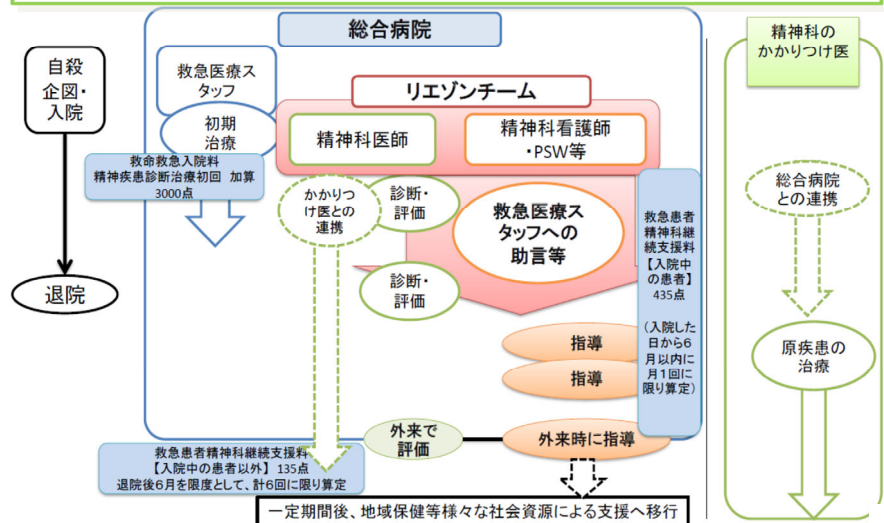 総合病院
精神科の
かかりつけ医
自殺
企図・
入院
救急医療ス
タッフ
リエゾンチーム
初期
治療
精神科医師
精神科看護師
・PSW等
救命救急入院料
精神疾患診断治療初回 加算
3000点
かかりつ
け医との
連携
診断・
評価
救急医療ス
タッフへの
助言等
救急患者
精神科継
続支援料
【入院中
の患者】
435点
(入院した
日から6
月以内に
月1回に
限り算定)
総合病院
との連携
診断・
評価
退院
指導
指導
原疾患の
治療
外来で
評価
外来時に指導
救急患者精神科継続支援料
【入院中の患者以外】 135点
退院後6月を限度として、計6回に限り算定
一定期間後、地域保健等様々な社会資源による支援へ移行